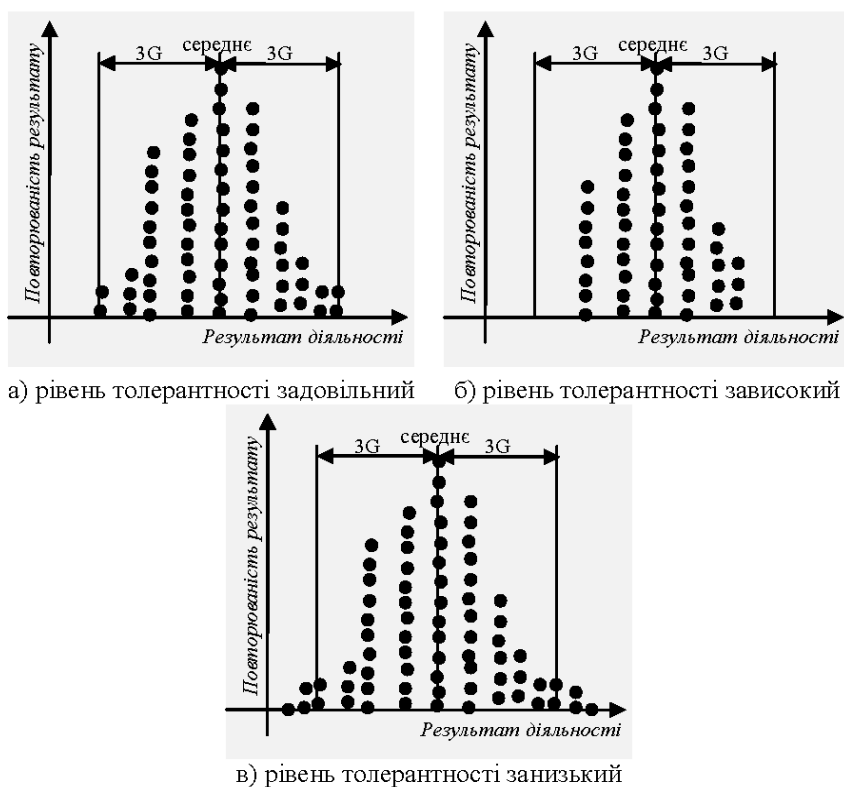 середнє
3G 3G
Повторюваність результату
Результат діяльності
а) рівень толерантності задовільний
середнє
3G 3G
Повторюваність результату
Результат діяльності
б) рівень толерантності зависокий
середнє
3G 3G
Повторюваність результату
Результат діяльності
в) рівень толерантності занизький